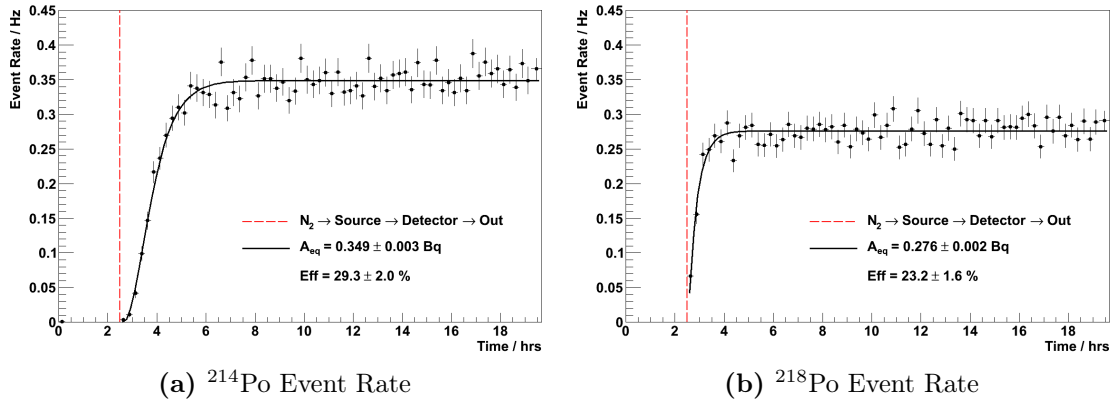 Event Rate / Hz
0.45
0.4
0.35
0.3
0.25
0.2
0.15
0.1
0.05
0
N₂ → Source → Detector → Out
A_eq = 0.349 ± 0.003 Bq
Eff = 29.3 ± 2.0 %
0 2 4 6 8 10 12 14 16 18
Time / hrs
(a) ²¹⁴Po Event Rate
Event Rate / Hz
0.45
0.4
0.35
0.3
0.25
0.2
0.15
0.1
0.05
0
N₂ → Source → Detector → Out
A_eq = 0.276 ± 0.002 Bq
Eff = 23.2 ± 1.6 %
0 2 4 6 8 10 12 14 16 18
Time / hrs
(b) ²¹⁸Po Event Rate